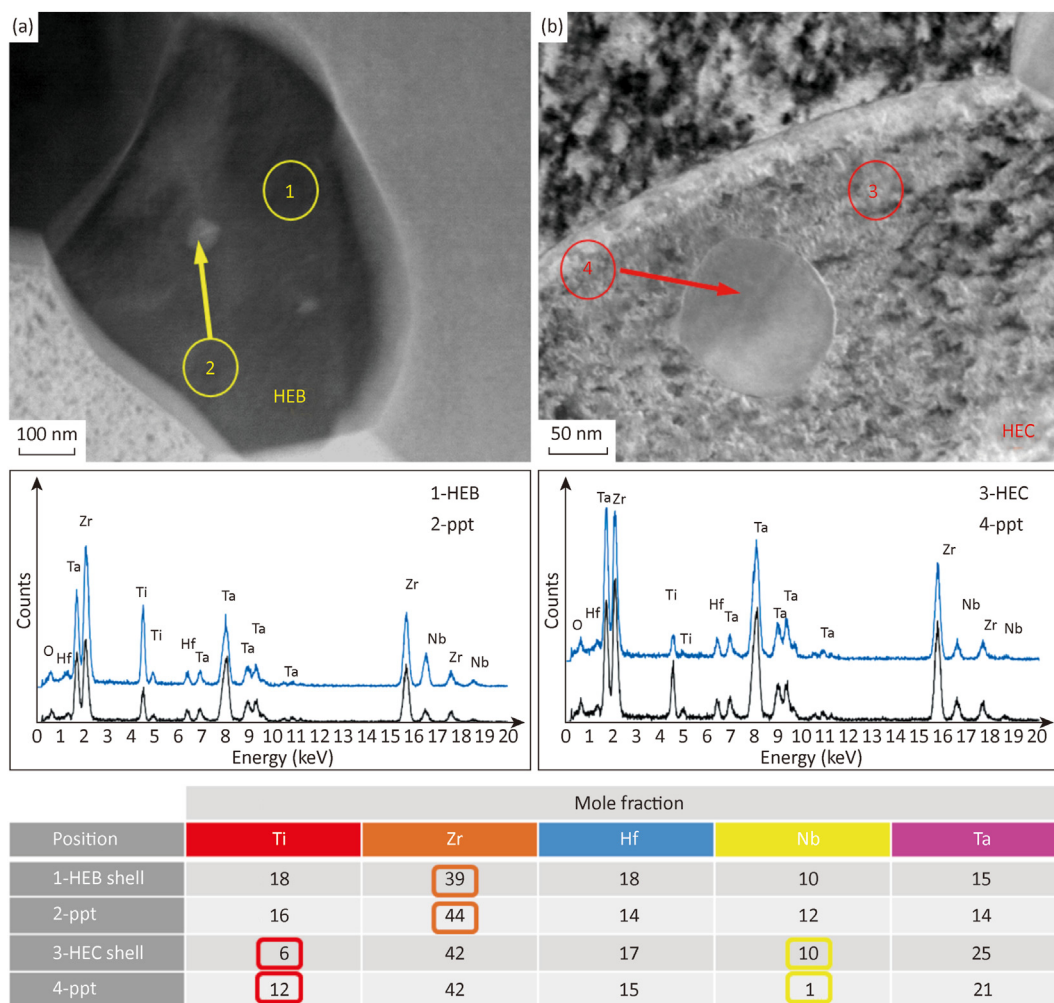 (a)
1
2
HEB
100 nm
(b)
3
4
HEC
50 nm
1-HEB
2-ppt
Counts
O
Hf
Ta
Zr
Ti
Ti
Hf
Ta
Ta
Ta
Ta
Ta
Zr
Nb
Zr
Nb
0 1 2 3 4 5 6 7 8 9 10 11 12 13 14 15 16 17 18 19 20
Energy (keV)
3-HEC
4-ppt
Counts
O
Hf
Ta
Zr
Ti
Ti
Hf
Ta
Ta
Ta
Ta
Ta
Zr
Nb
Zr
Nb
0 1 2 3 4 5 6 7 8 9 10 11 12 13 14 15 16 17 18 19 20
Energy (keV)
Mole fraction
Position Ti Zr Hf Nb Ta
1-HEB shell 18 39 18 10 15
2-ppt 16 44 14 12 14
3-HEC shell 6 42 17 10 25
4-ppt 12 42 15 1 21